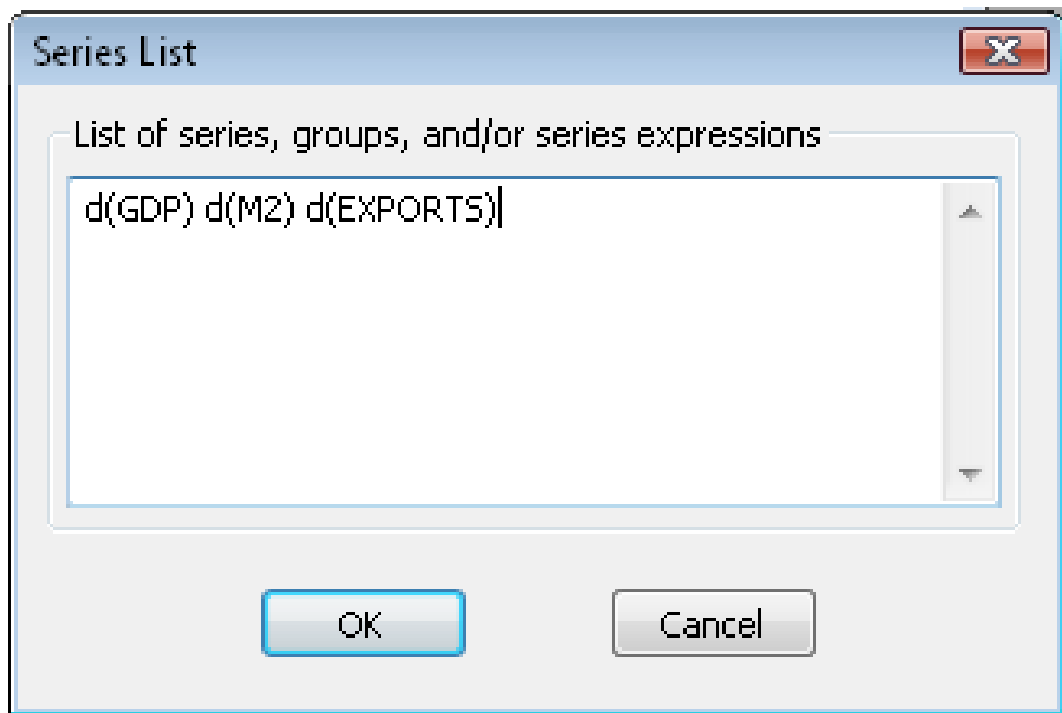 Series List
List of series, groups, and/or series expressions
d(GDP) d(M2) d(EXPORTS)
OK
Cancel